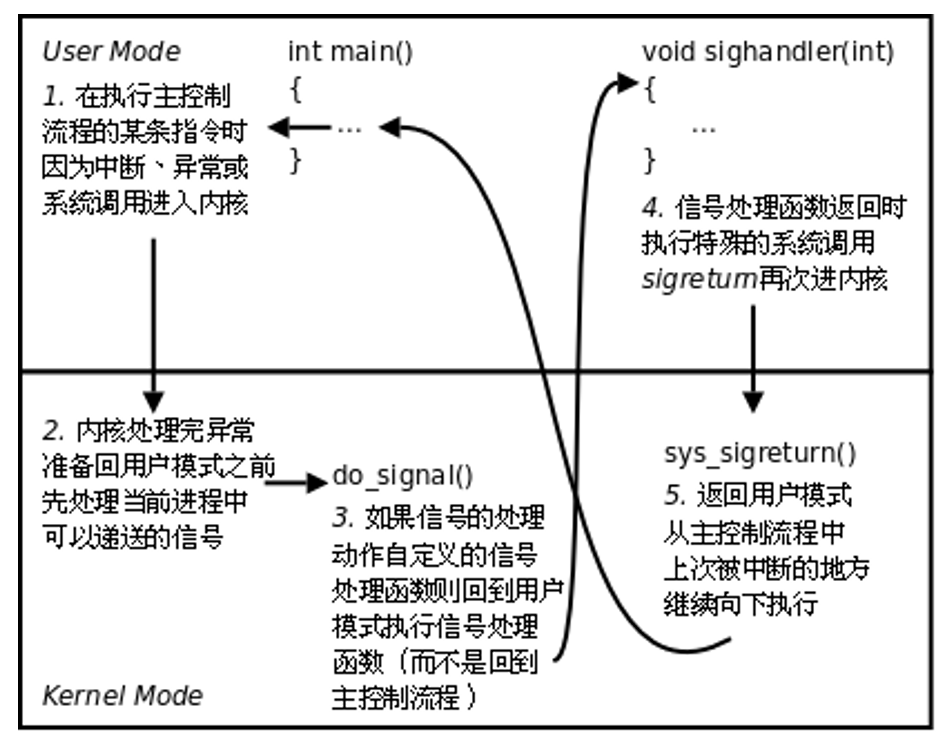 User Mode
1. 在执行主控制
流程的某条指令时
因为中断、异常或
系统调用进入内核
int main()
{
...
}
void sighandler(int)
{
...
}
4. 信号处理函数返回时
执行特殊的系统调用
sigreturn再次进内核
2. 内核处理完异常
准备回用户模式之前
先处理当前进程中
可以递送的信号
do_signal()
3. 如果信号的处理
动作自定义的信号
处理函数则回到用户
模式执行信号处理
函数（而不是回到
主控制流程）
sys_sigreturn()
5. 返回用户模式
从主控制流程中
上次被中断的地方
继续向下执行
Kernel Mode